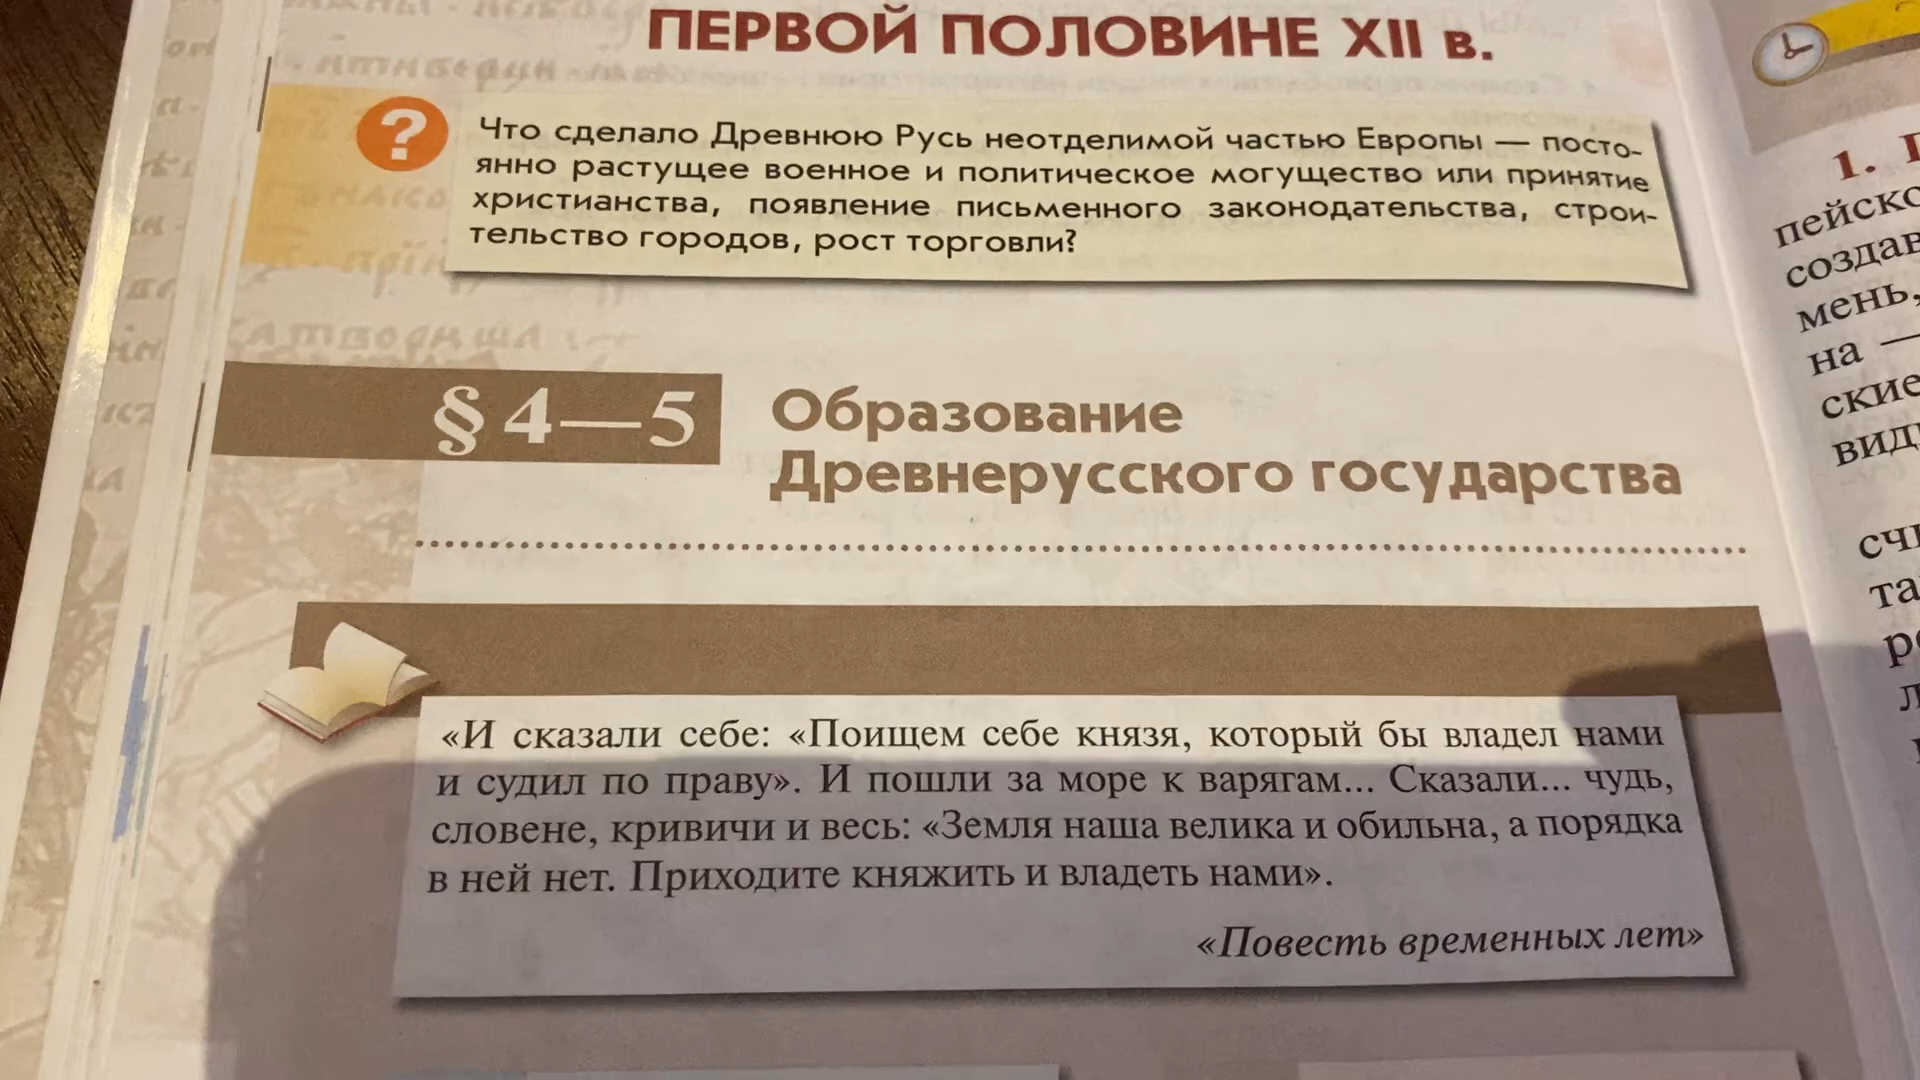 ПЕРВОЙ ПОЛОВИНЕ XII в.
?
Что сделало Древнюю Русь неотделимой частью Европы — посто-
янно растущее военное и политическое могущество или принятие
христианства, появление письменного законодательства, строи-
тельство городов, рост торговли?
§ 4—5
Образование
Древнерусского государства
«И сказали себе: «Поищем себе князя, который бы владел нами
и судил по праву». И пошли за море к варягам... Сказали... чудь,
словене, кривичи и весь: «Земля наша велика и обильна, а порядка
в ней нет. Приходите княжить и владеть нами».
«Повесть временных лет»
1.
пейско
создав
мень,
на —
ские